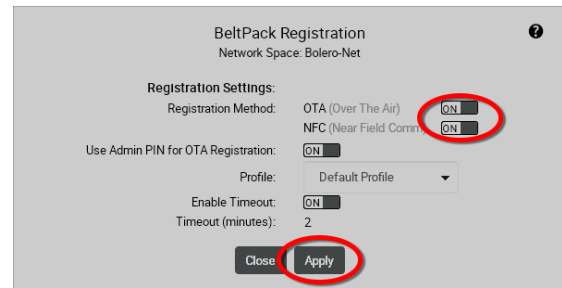 BeltPack Registration
Network Space: Bolero-Net
Registration Settings:
Registration Method: OTA (Over The Air) ON
NFC (Near Field Comm) ON
Use Admin PIN for OTA Registration: ON
Profile: Default Profile
Enable Timeout: ON
Timeout (minutes): 2
Close Apply